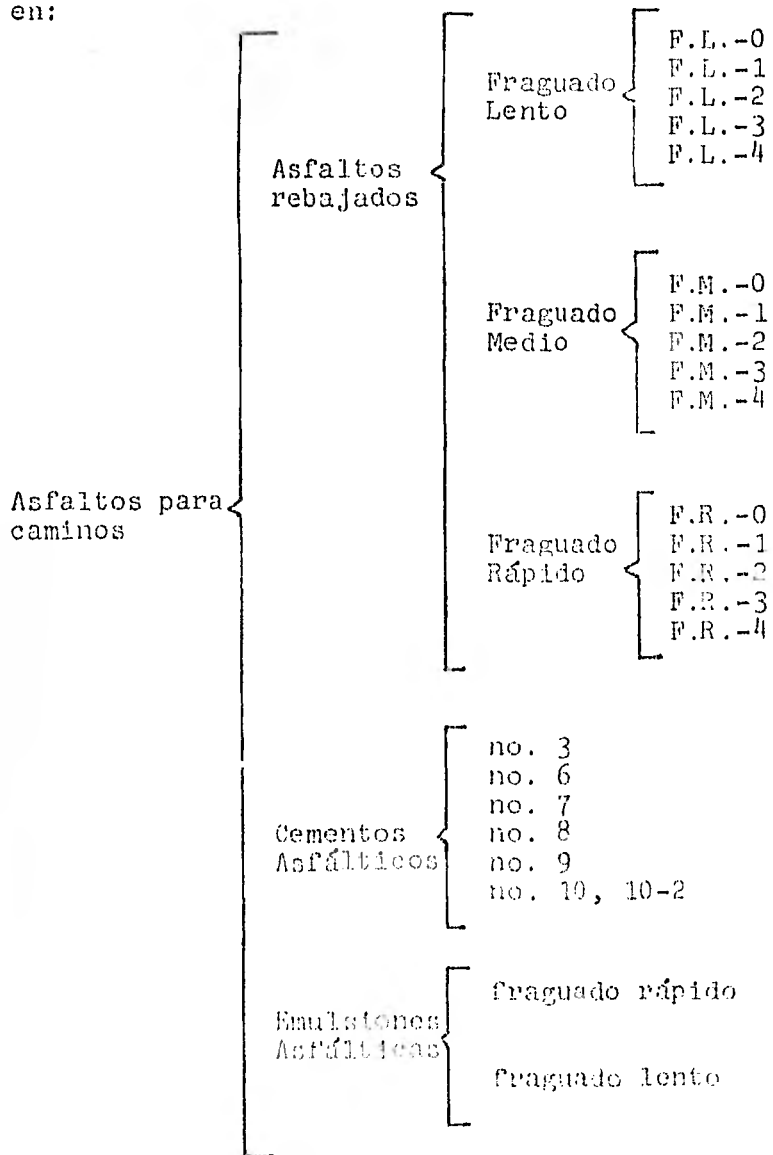 en:
Asfaltos para
caminos
Asfaltos
rebajados
Fraguado
Lento
F.L.-0
F.L.-1
F.L.-2
F.L.-3
F.L.-4
Fraguado
Medio
F.M.-0
F.M.-1
F.M.-2
F.M.-3
F.M.-4
Fraguado
Rápido
F.R.-0
F.R.-1
F.R.-2
F.R.-3
F.R.-4
Cementos
Asfálticos
no. 3
no. 6
no. 7
no. 8
no. 9
no. 10, 10-2
Emulsiones
Asfálticas
fraguado rápido
fraguado lento